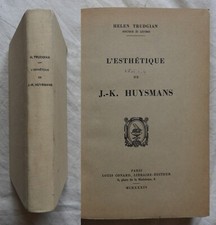 H. TRUDGIAN
L'ESTHÉTIQUE
DE
J.-K. HUYSMANS
HELEN TRUDGIAN
L'ESTHÉTIQUE
DE
J.-K. HUYSMANS
PARIS
LOUIS CONARD, LIBRAIRE-ÉDITEUR
MCMXXXIV